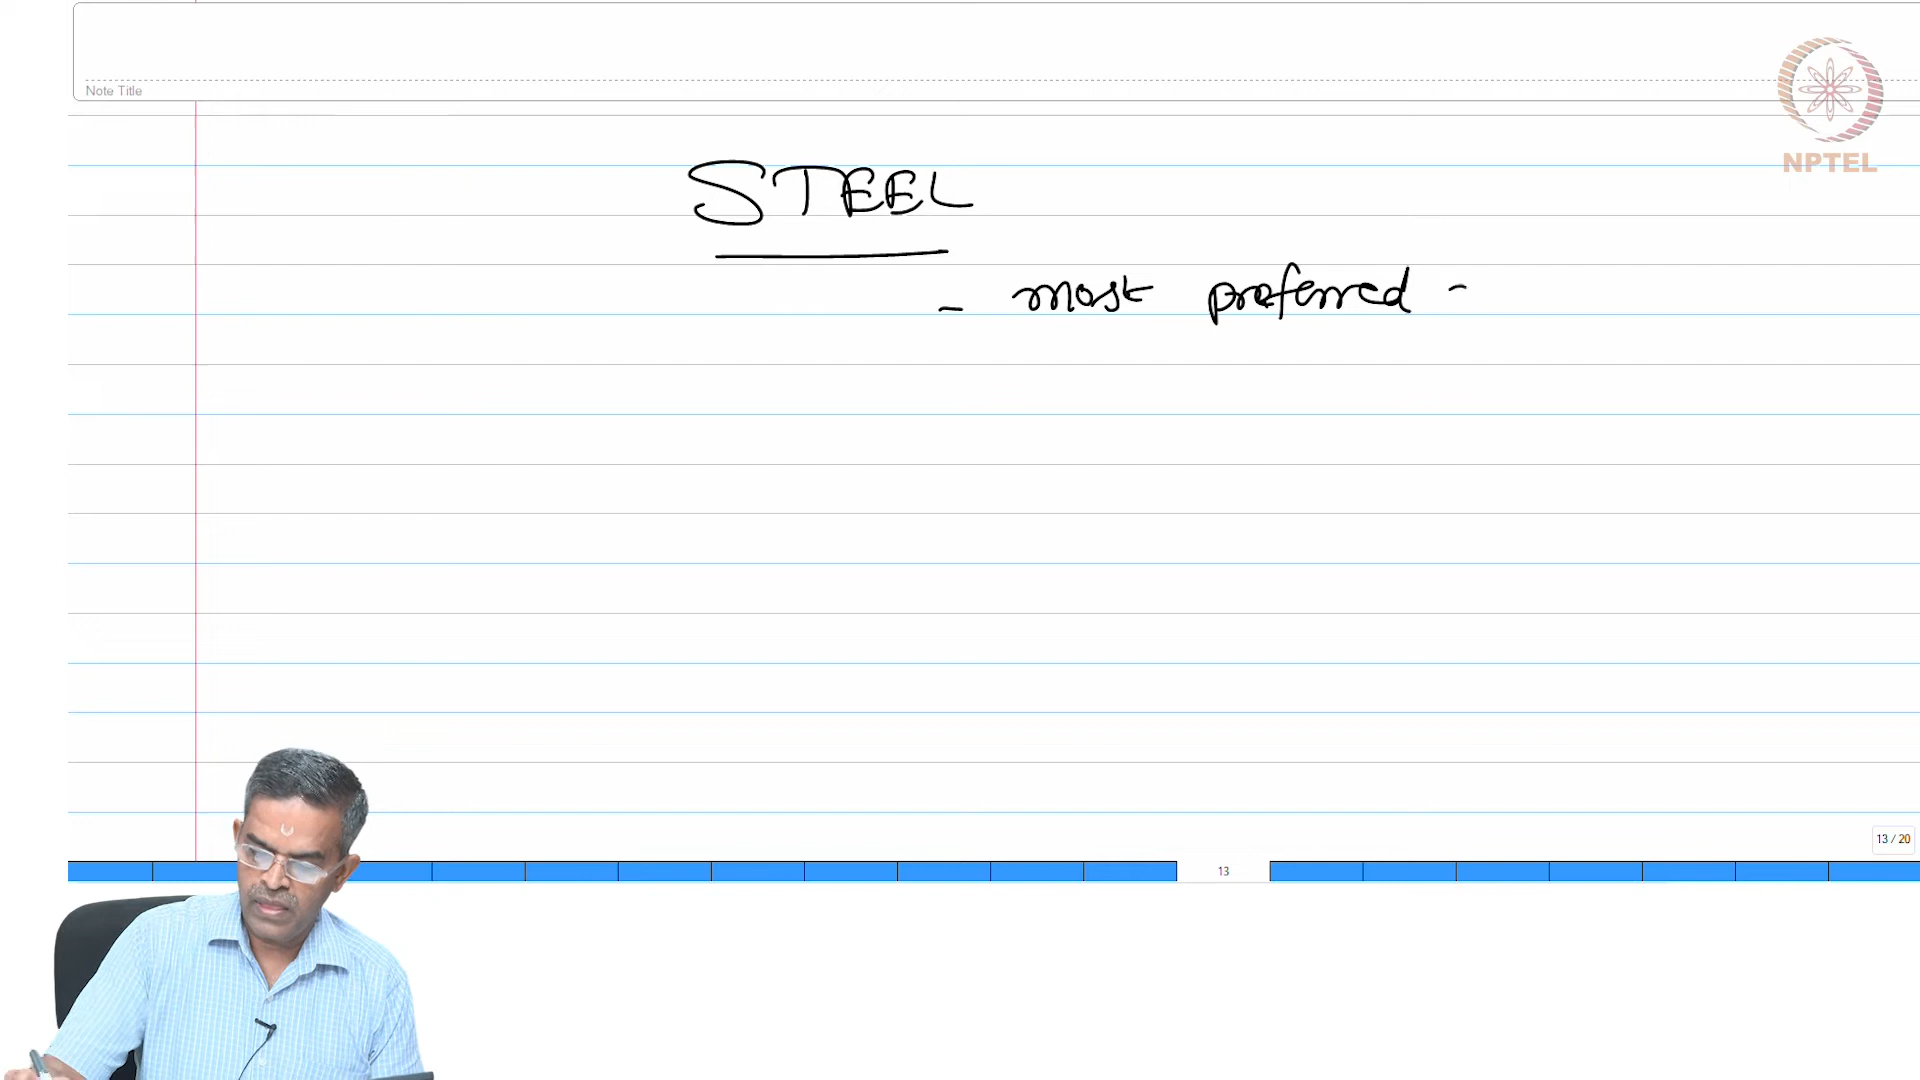 Note Title
NPTEL
STEEL
- most preferred -
13 / 20
13